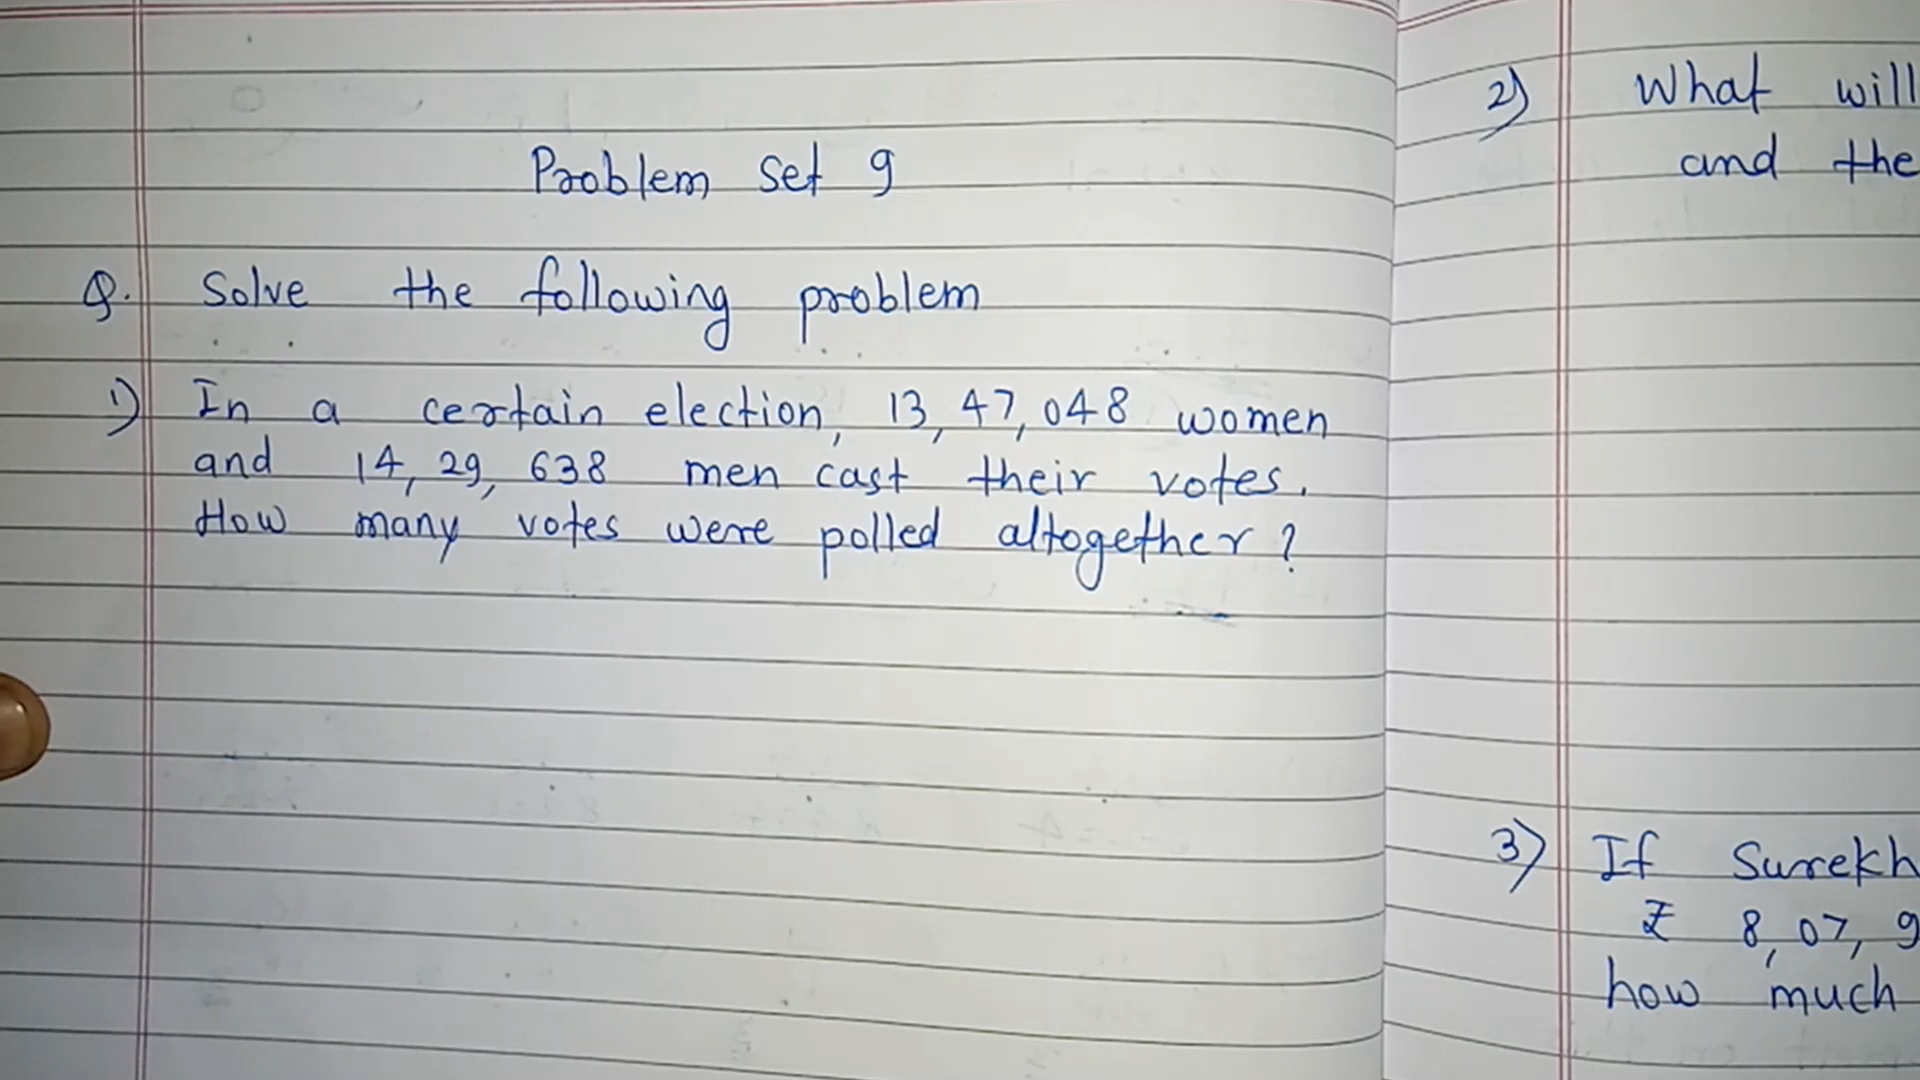 Problem set 9
Q. Solve the following problem
1) In a certain election, 13, 47, 048 women
and 14, 29, 638 men cast their votes.
How many votes were polled altogether?
2) What will
and the
3) If Surekh
₹ 8, 07, 9
how much